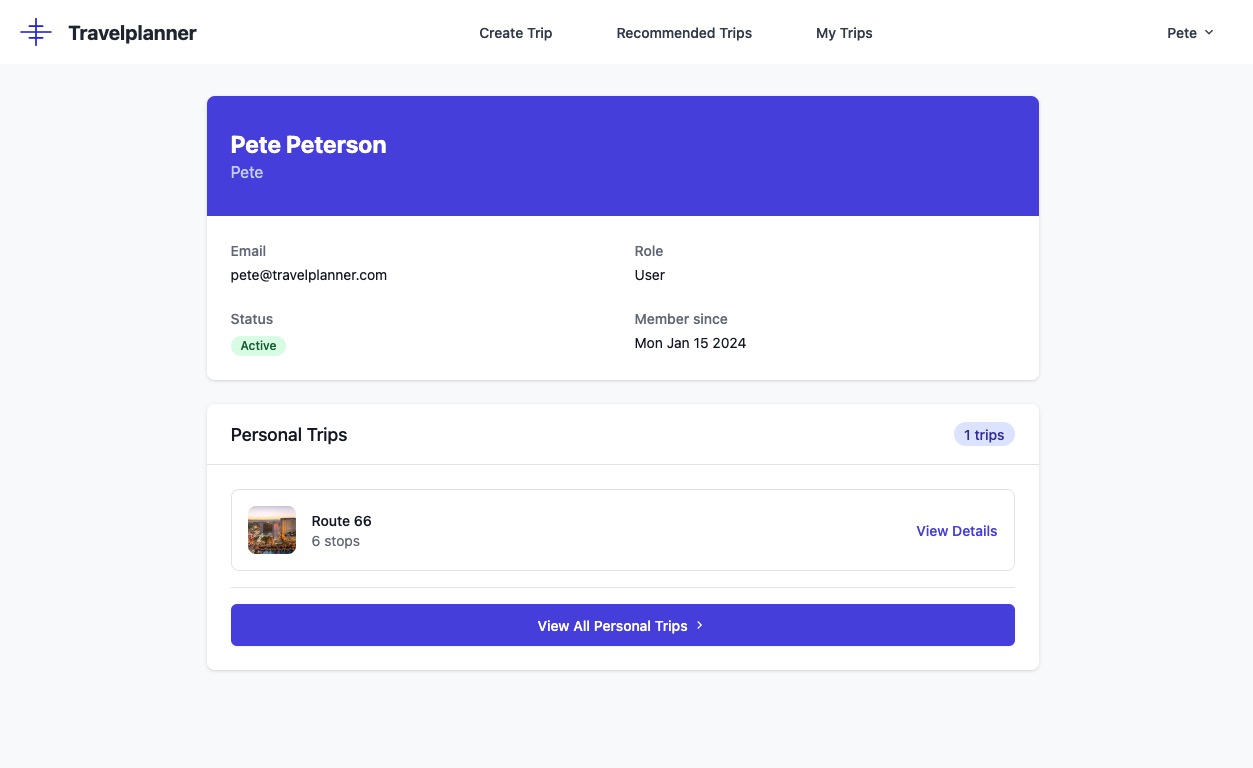 Travelplanner
Create Trip
Recommended Trips
My Trips
Pete
Pete Peterson
Pete
Email
pete@travelplanner.com
Role
User
Status
Active
Member since
Mon Jan 15 2024
Personal Trips
1 trips
Route 66
6 stops
View Details
View All Personal Trips